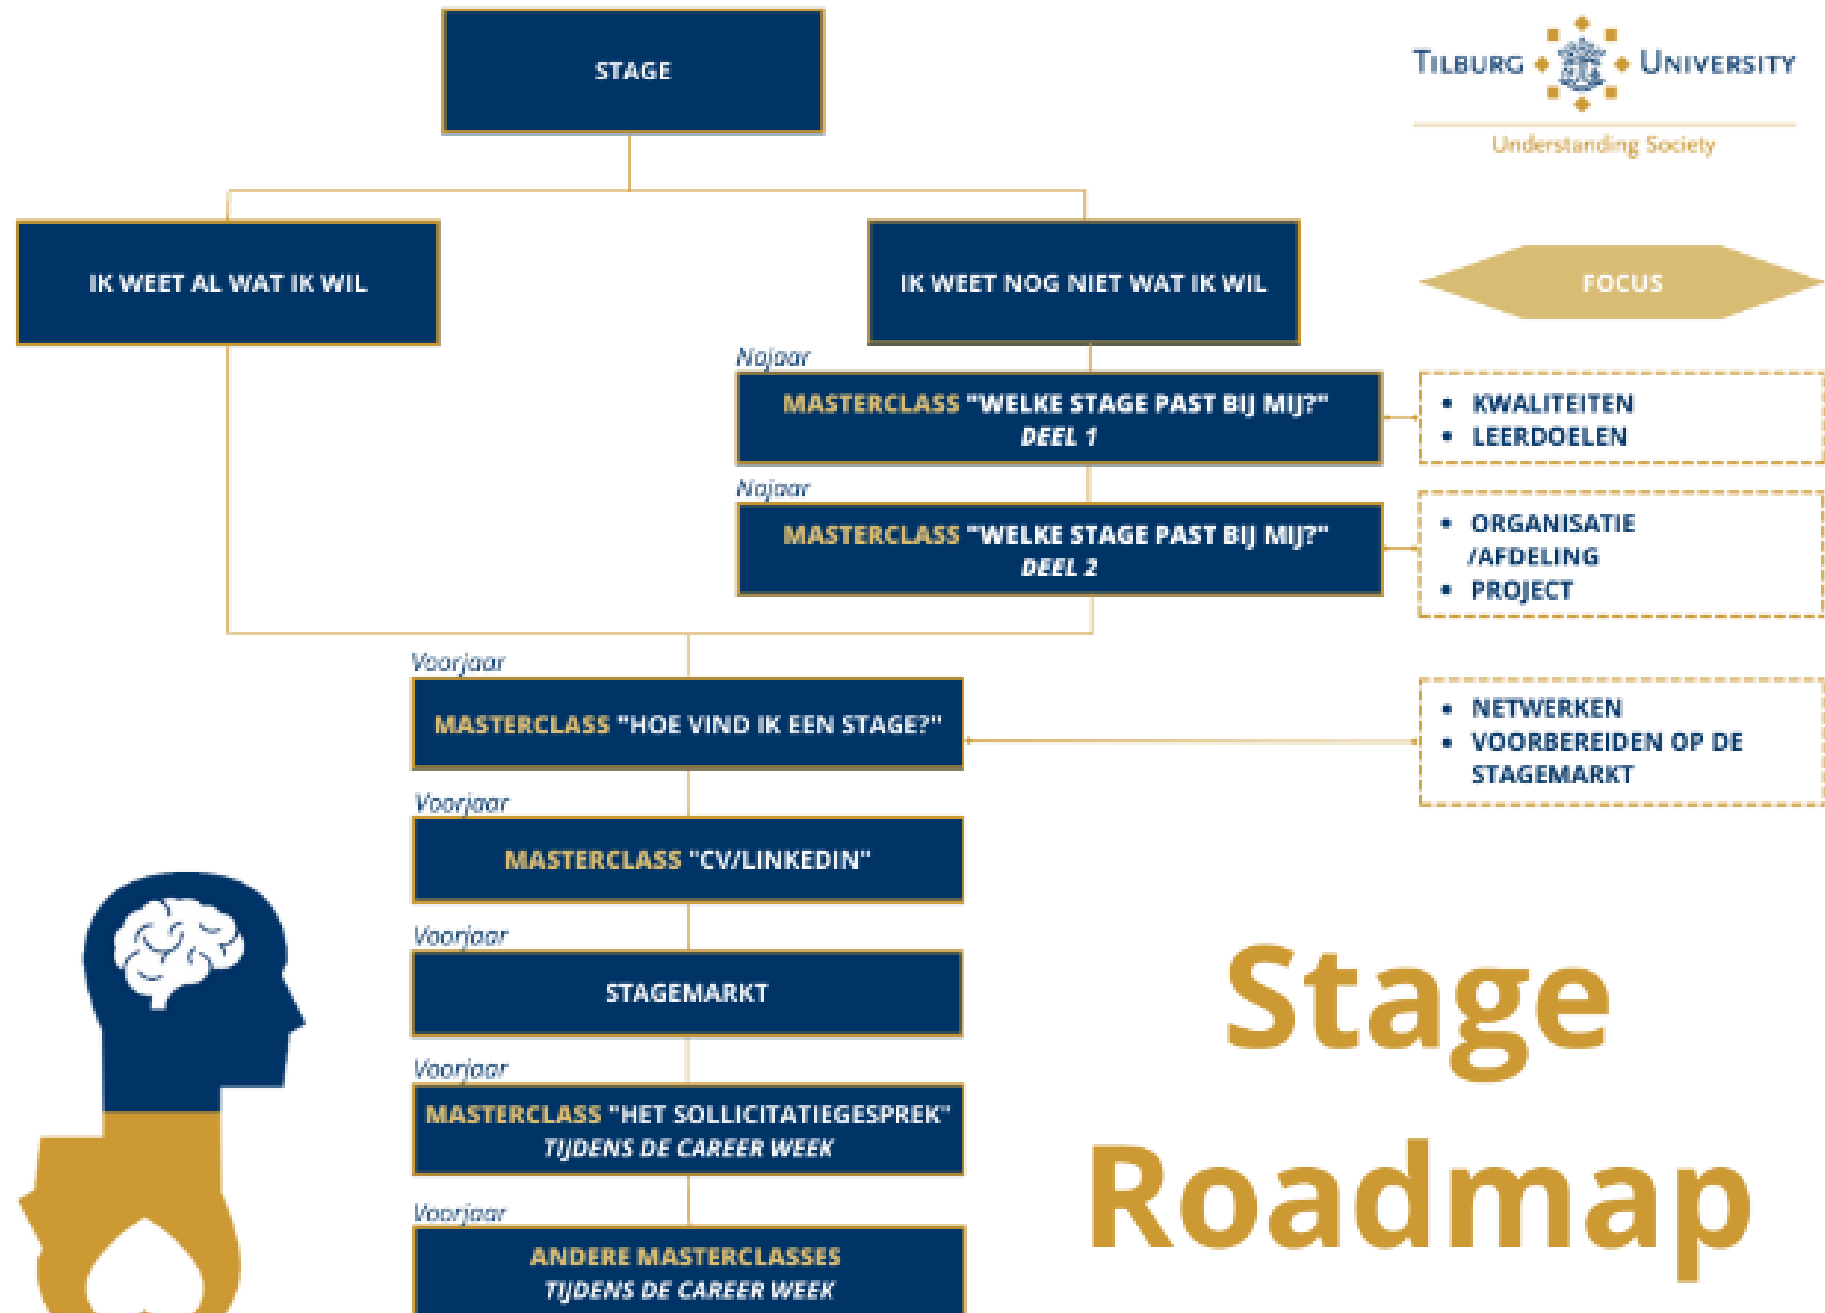 STAGE
TILBURG UNIVERSITY
Understanding Society
IK WEET AL WAT IK WIL
IK WEET NOG NIET WAT IK WIL
FOCUS
Najaar
MASTERCLASS "WELKE STAGE PAST BIJ MIJ?"
DEEL 1
• KWALITEITEN
• LEERDOELEN
Najaar
MASTERCLASS "WELKE STAGE PAST BIJ MIJ?"
DEEL 2
• ORGANISATIE
/AFDELING
• PROJECT
Voorjaar
MASTERCLASS "HOE VIND IK EEN STAGE?"
• NETWERKEN
• VOORBEREIDEN OP DE
STAGEMARKT
Voorjaar
MASTERCLASS "CV/LINKEDIN"
Voorjaar
STAGEMARKT
Voorjaar
MASTERCLASS "HET SOLLICITATIEGESPREK"
TIJDENS DE CAREER WEEK
Voorjaar
ANDERE MASTERCLASSES
TIJDENS DE CAREER WEEK
Stage
Roadmap